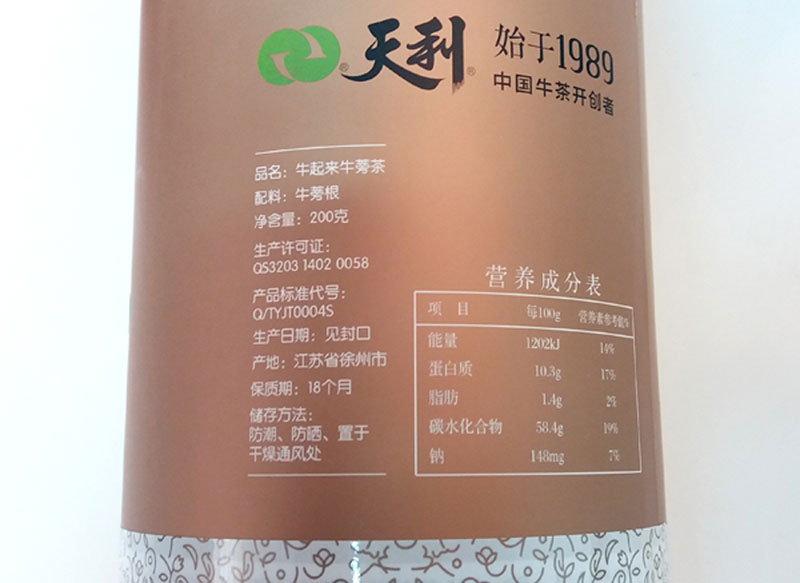 天利
始于1989
中国牛茶开创者
品名：牛起来牛蒡茶
配料：牛蒡根
净含量：200克
生产许可证：
QS3203 1402 0058
产品标准代号：
Q/TYJT0004S
生产日期：见封口
产地：江苏省徐州市
保质期：18个月
储存方法：
防潮、防晒、置于
干燥通风处
营养成分表
项 目 每100g 营养素参考值%
能量 1202kJ 14%
蛋白质 10.3g 17%
脂肪 1.4g 2%
碳水化合物 58.4g 19%
钠 148mg 7%